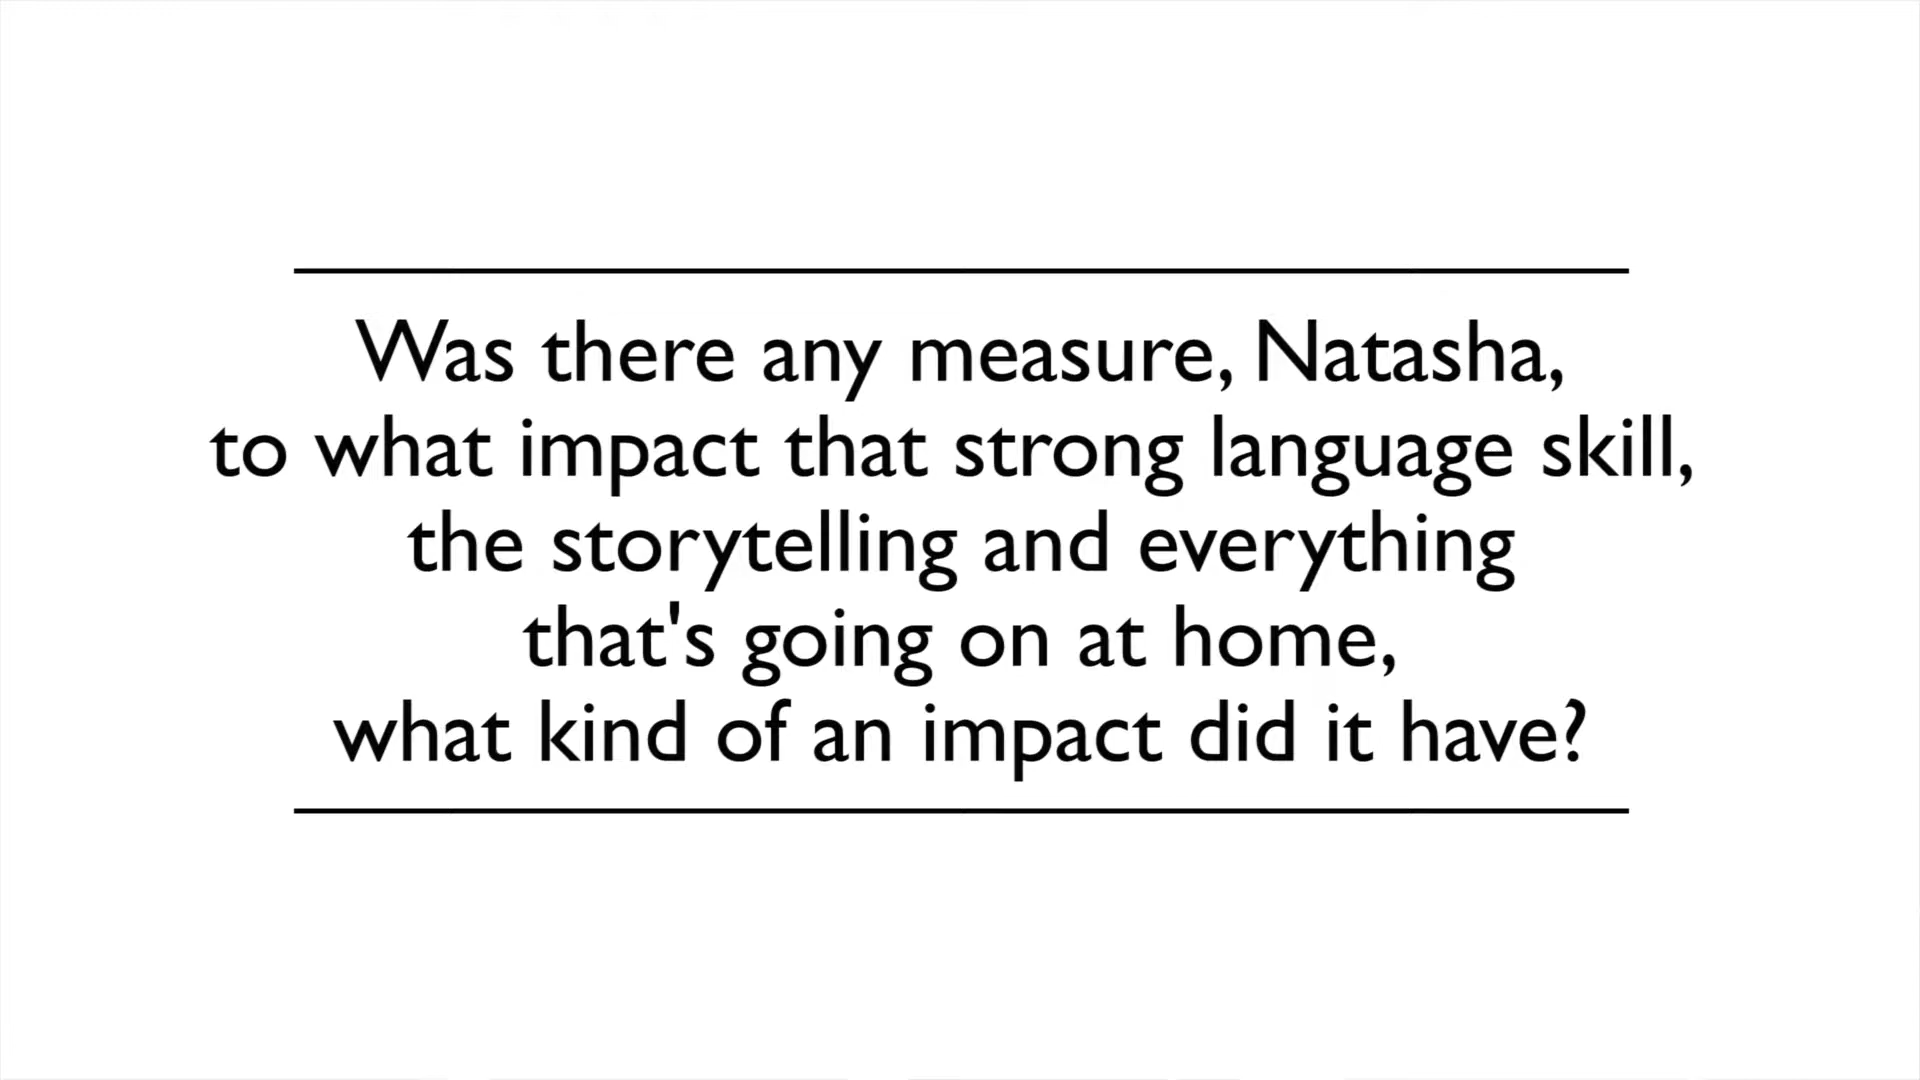 Was there any measure, Natasha,
to what impact that strong language skill,
the storytelling and everything
that's going on at home,
what kind of an impact did it have?